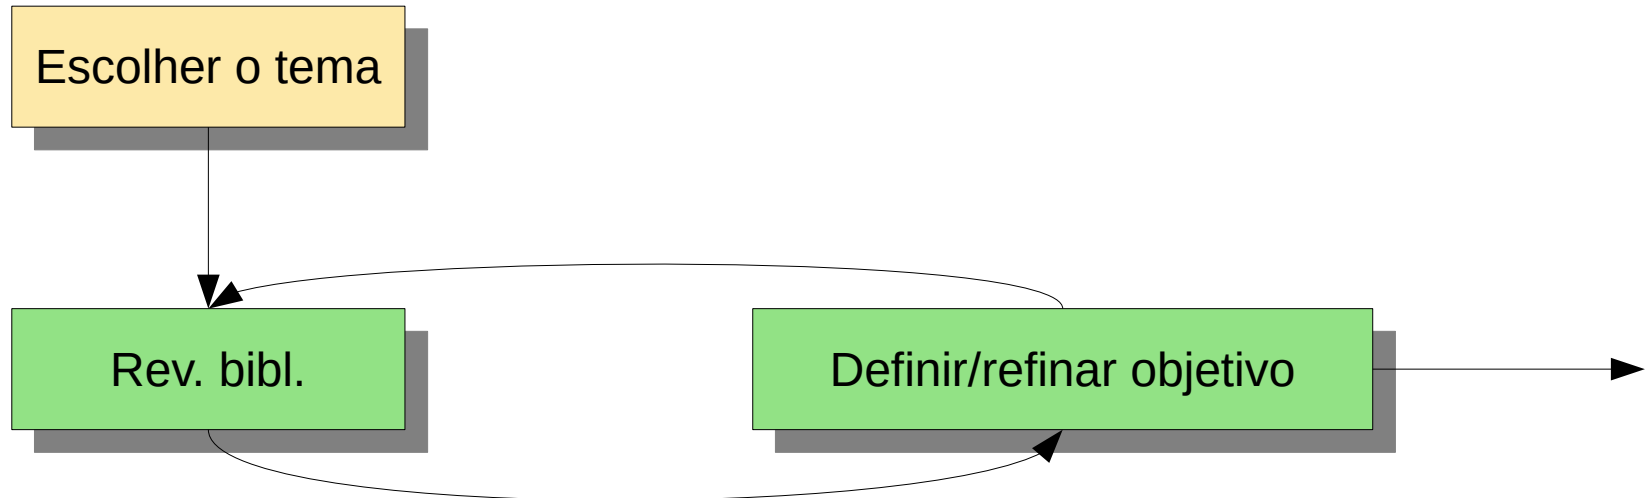 Escolher o tema
Rev. bibl.
Definir/refinar objetivo